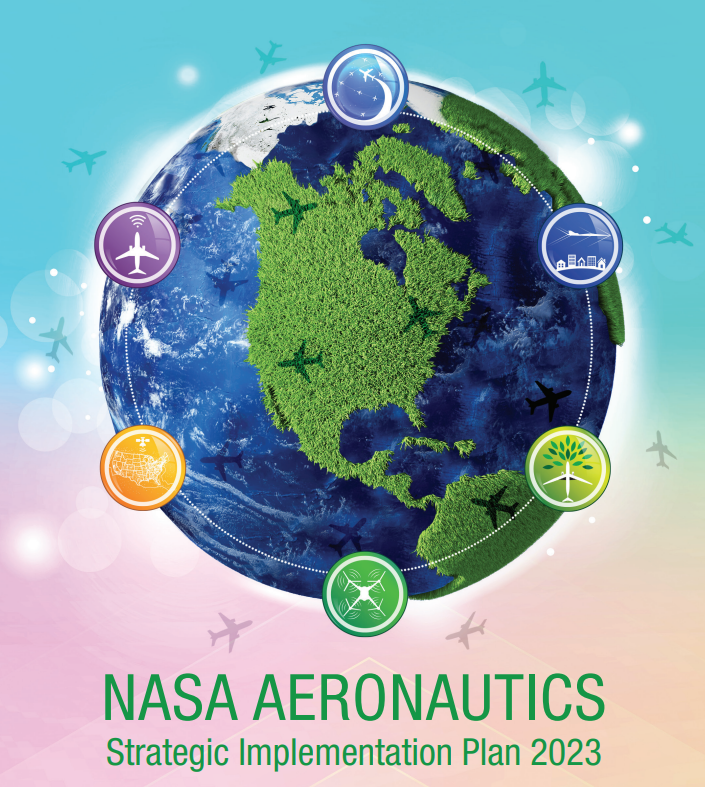 NASA AERONAUTICS
Strategic Implementation Plan 2023